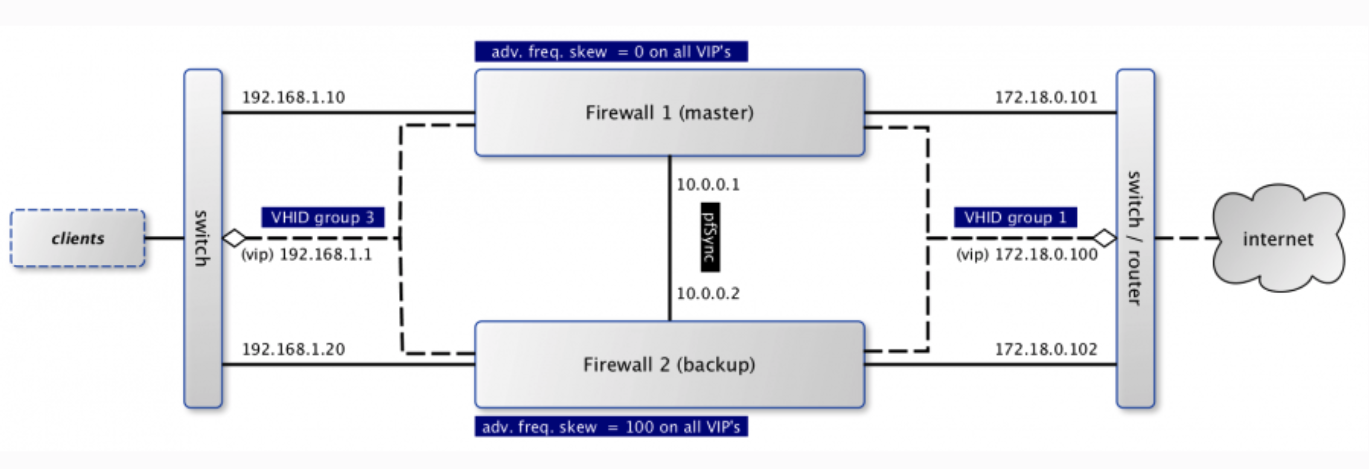 adv. freq. skew = 0 on all VIP's
192.168.1.10
Firewall 1 (master)
172.18.0.101
10.0.0.1
clients
switch
VHID group 3
(vip) 192.168.1.1
pfSync
VHID group 1
(vip) 172.18.0.100
switch / router
internet
10.0.0.2
192.168.1.20
Firewall 2 (backup)
172.18.0.102
adv. freq. skew = 100 on all VIP's